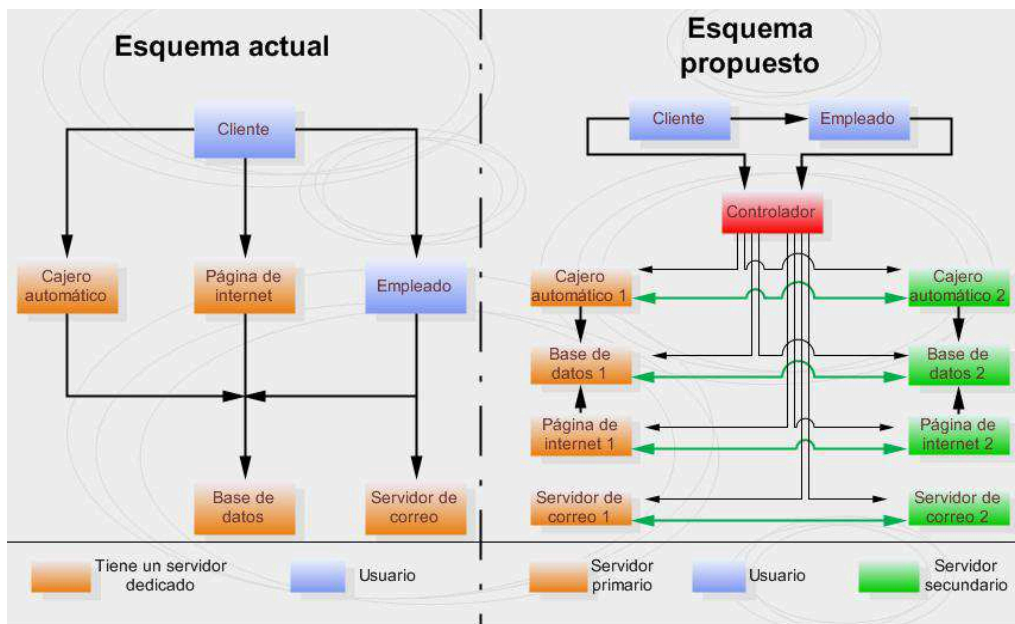 Esquema actual
Cliente
Cajero
automático
Página de
internet
Empleado
Base de
datos
Servidor de
correo
Tiene un servidor
dedicado
Usuario
Esquema
propuesto
Cliente
Empleado
Controlador
Cajero
automático 1
Cajero
automático 2
Base de
datos 1
Base de
datos 2
Página de
internet 1
Página de
internet 2
Servidor de
correo 1
Servidor de
correo 2
Servidor
primario
Usuario
Servidor
secundario